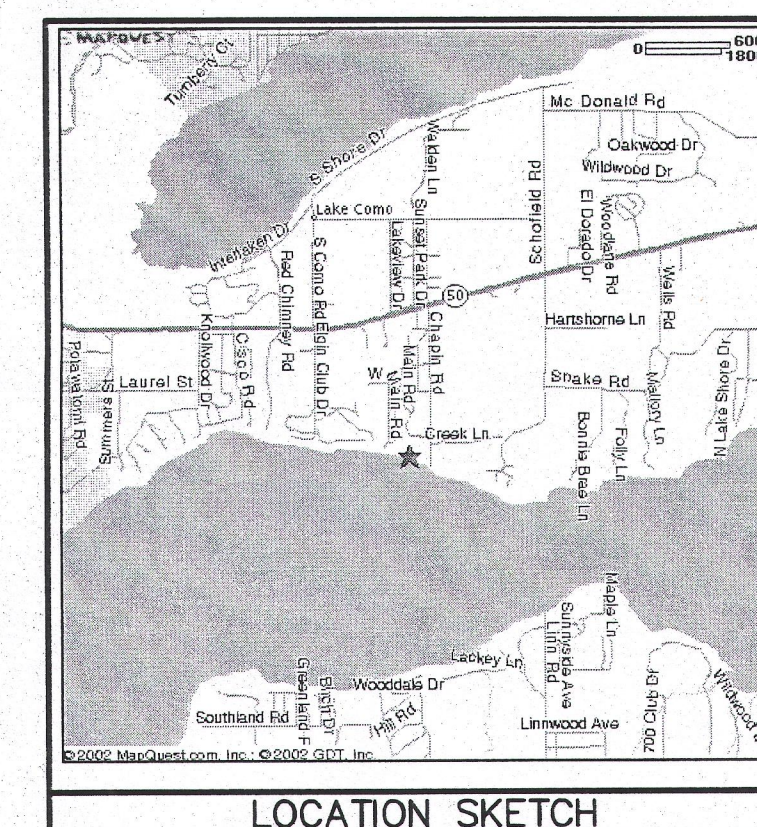 MAPQUEST
0 600
1800
Turnberry Ct
Mc Donald Rd
S Shore Dr
Walden Ln
Oakwood Dr
Wildwood Dr
Schofield Rd
Lake Como
Sunset Park Dr
Lakeview Dr
El Dorado Dr
Woodlane Rd
Interlaken Dr
S Como Rd
Red Chimney Rd
Wells Rd
50
Hartshorne Ln
Chapin Rd
Knollwood Dr
Cisco Rd
Elgin Club Dr
Main Rd
Potawatomi Rd
Summers St
Laurel St
W Main Rd
Snake Rd
Mallory Ln
N Lake Shore Dr
Creek Ln
Bonnie Brae Ln
Folly Ln
Maple Ln
Sunnyside Ave
Linn Rd
Lackey Ln
Greenland F
Birch Dr
Wooddale Dr
Southland Rd
Hill Rd
Linnwood Ave
700 Club Dr
Wildwood
©2002 MapQuest.com, Inc.; ©2002 GDT, Inc.
LOCATION SKETCH